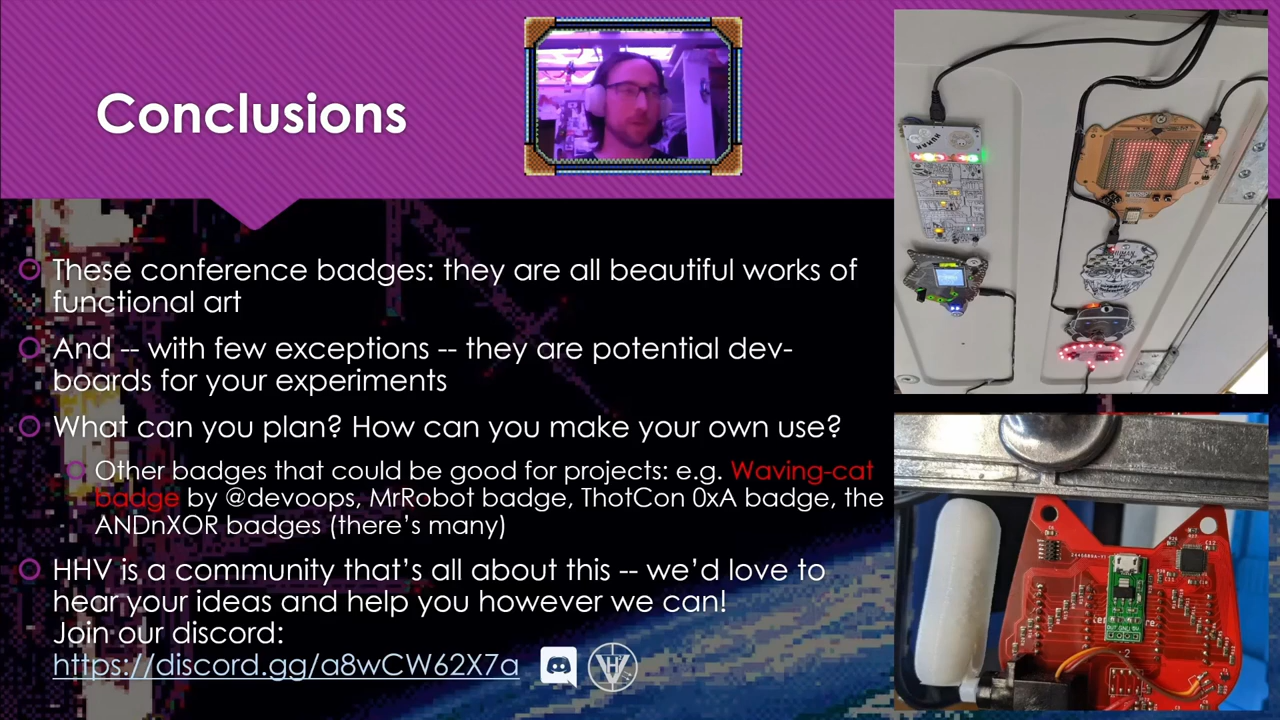 Conclusions
These conference badges: they are all beautiful works of
functional art
And -- with few exceptions -- they are potential dev-
boards for your experiments
What can you plan? How can you make your own use?
Other badges that could be good for projects: e.g. Waving-cat
badge by @devoops, MrRobot badge, ThotCon 0xA badge, the
ANDnXOR badges (there's many)
HHV is a community that's all about this -- we'd love to
hear your ideas and help you however we can!
Join our discord:
https://discord.gg/a8wCW62X7a
HUMAN
OUT GND 5V